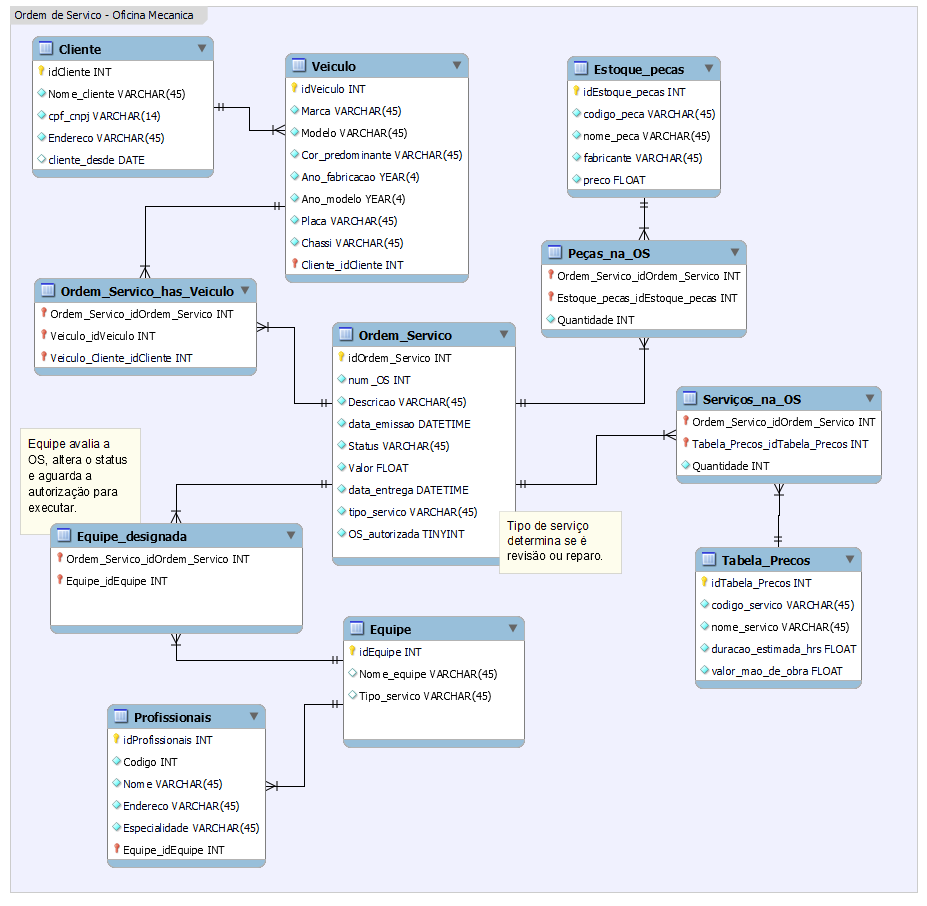 Ordem de Servico - Oficina Mecanica
Cliente
idCliente INT
Nome_cliente VARCHAR(45)
cpf_cnpj VARCHAR(14)
Endereco VARCHAR(45)
cliente_desde DATE
Veiculo
idVeiculo INT
Marca VARCHAR(45)
Modelo VARCHAR(45)
Cor_predominante VARCHAR(45)
Ano_fabricacao YEAR(4)
Ano_modelo YEAR(4)
Placa VARCHAR(45)
Chassi VARCHAR(45)
Cliente_idCliente INT
Estoque_pecas
idEstoque_pecas INT
codigo_peca VARCHAR(45)
nome_peca VARCHAR(45)
fabricante VARCHAR(45)
preco FLOAT
Peças_na_OS
Ordem_Servico_idOrdem_Servico INT
Estoque_pecas_idEstoque_pecas INT
Quantidade INT
Ordem_Servico_has_Veiculo
Ordem_Servico_idOrdem_Servico INT
Veiculo_idVeiculo INT
Veiculo_Cliente_idCliente INT
Ordem_Servico
idOrdem_Servico INT
num_OS INT
Descricao VARCHAR(45)
data_emissao DATETIME
Status VARCHAR(45)
Valor FLOAT
data_entrega DATETIME
tipo_servico VARCHAR(45)
OS_autorizada TINYINT
Serviços_na_OS
Ordem_Servico_idOrdem_Servico INT
Tabela_Precos_idTabela_Precos INT
Quantidade INT
Equipe avalia a
OS, altera o status
e aguarda a
autorização para
executar.
Tipo de serviço
determina se é
revisão ou reparo.
Equipe_designada
Ordem_Servico_idOrdem_Servico INT
Equipe_idEquipe INT
Tabela_Precos
idTabela_Precos INT
codigo_servico VARCHAR(45)
nome_servico VARCHAR(45)
duracao_estimada_hrs FLOAT
valor_mao_de_obra FLOAT
Equipe
idEquipe INT
Nome_equipe VARCHAR(45)
Tipo_servico VARCHAR(45)
Profissionais
idProfissionais INT
Codigo INT
Nome VARCHAR(45)
Endereco VARCHAR(45)
Especialidade VARCHAR(45)
Equipe_idEquipe INT